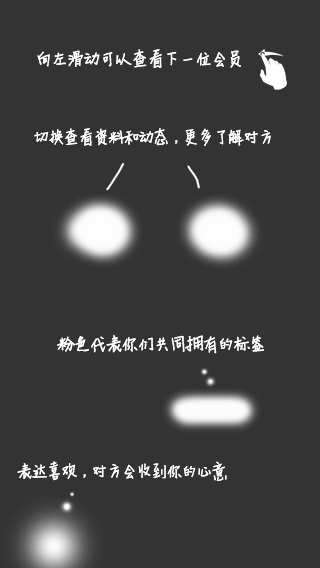 向左滑动可以查看下一位会员
切换查看资料和动态，更多了解对方
粉色代表你们共同拥有的标签
表达喜欢，对方会收到你的心意